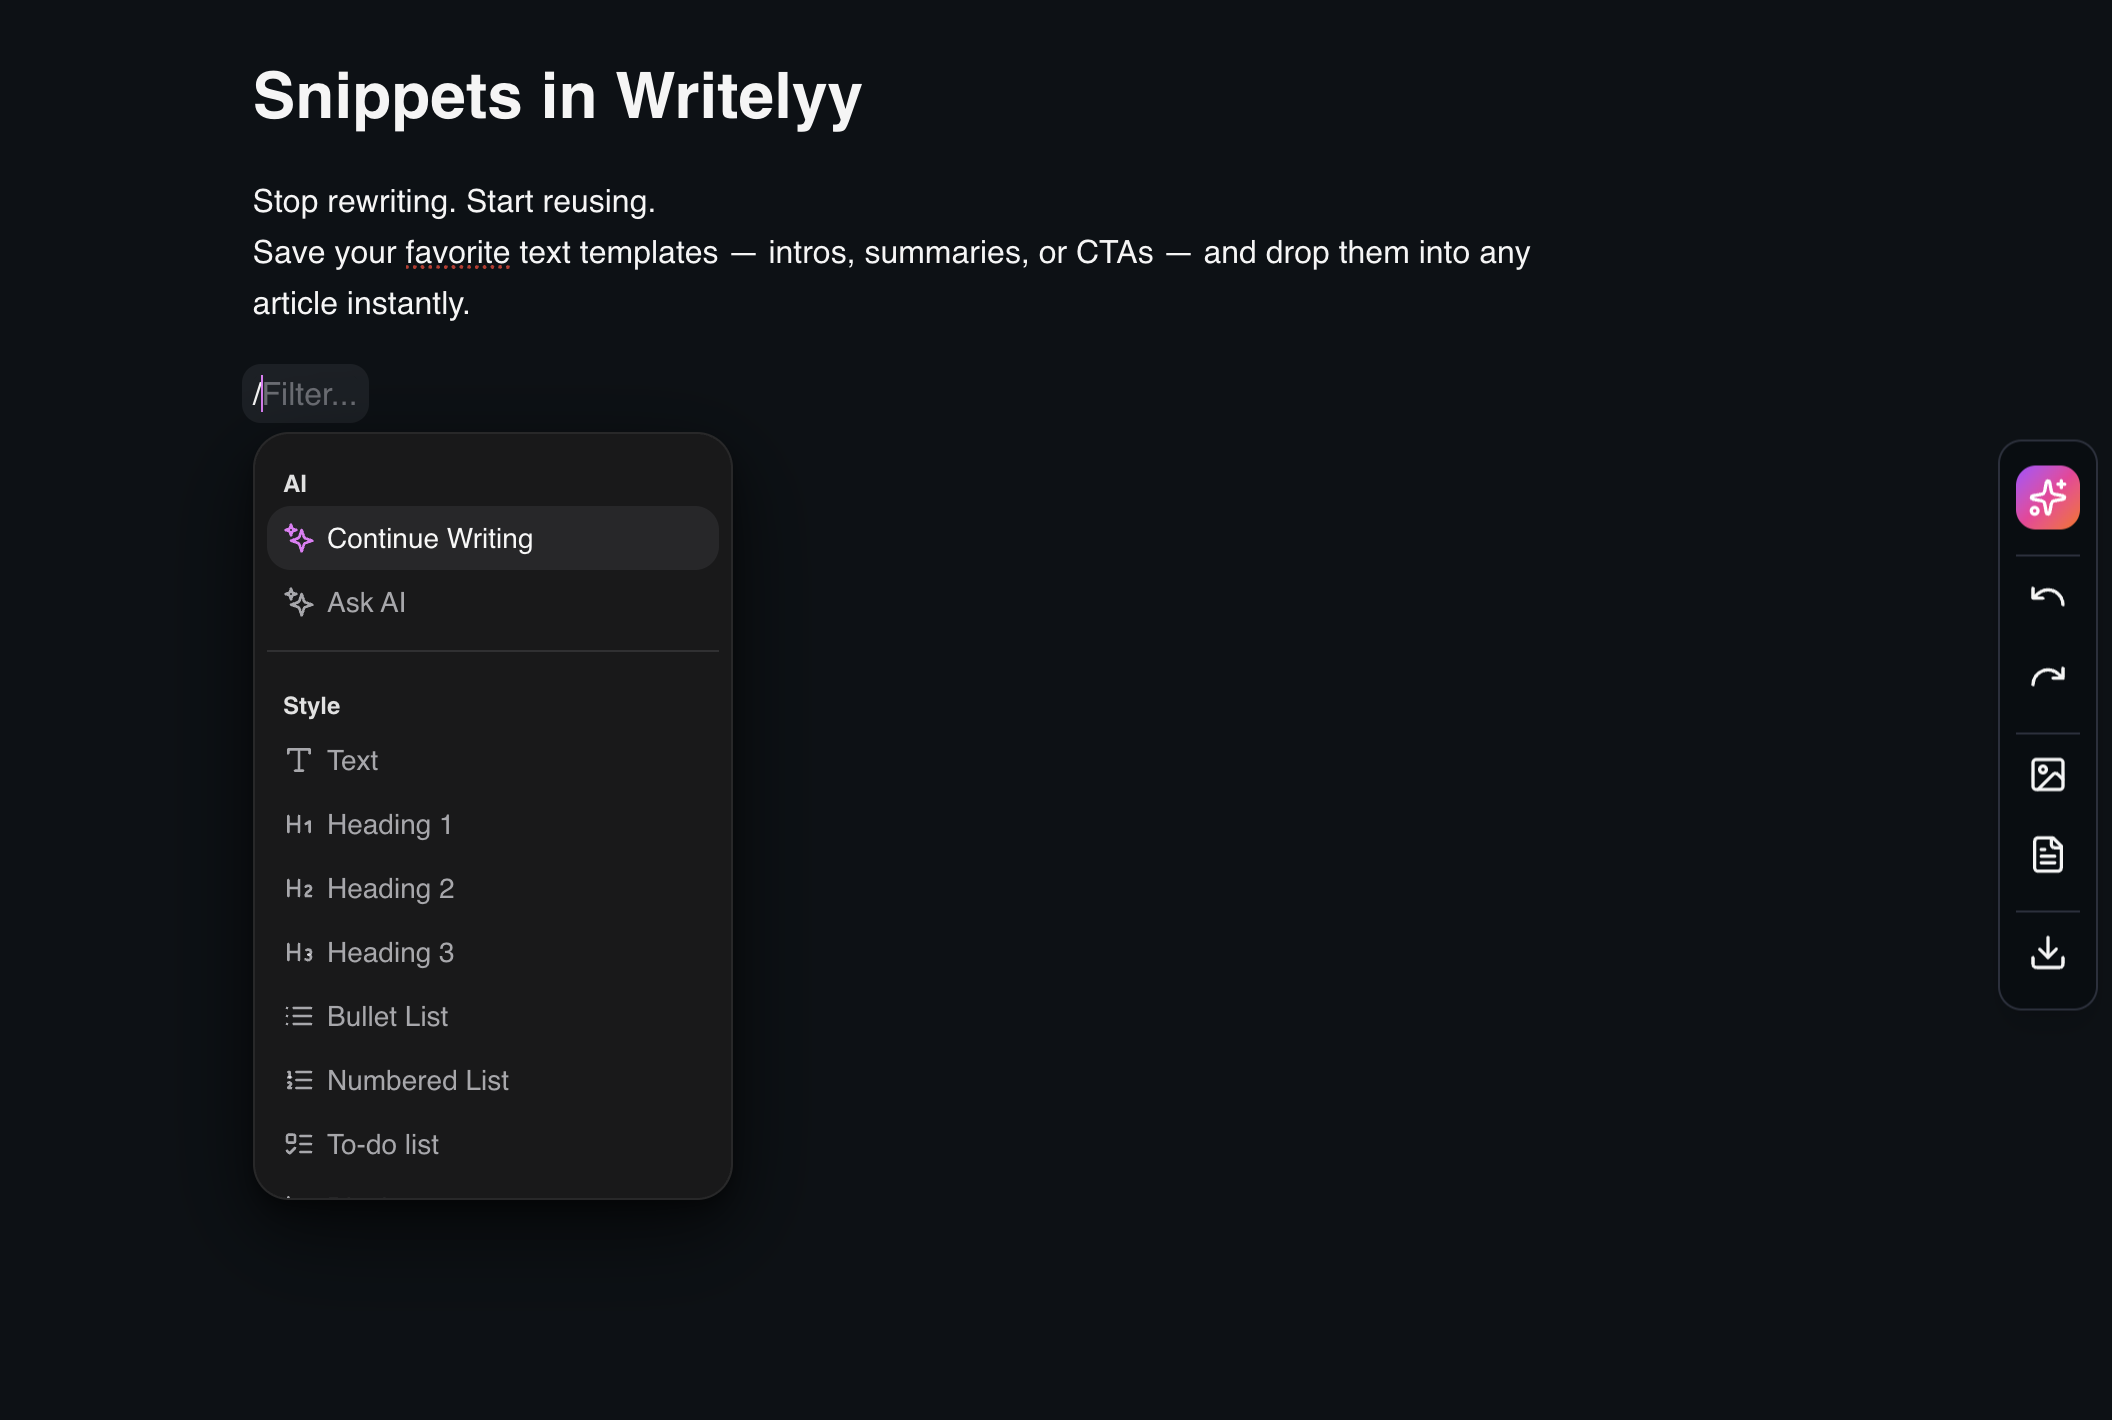 Snippets in Writelyy
Stop rewriting. Start reusing.
Save your favorite text templates — intros, summaries, or CTAs — and drop them into any
article instantly.
/Filter...
AI
Continue Writing
Ask AI
Style
Text
H1 Heading 1
H2 Heading 2
H3 Heading 3
Bullet List
Numbered List
To-do list